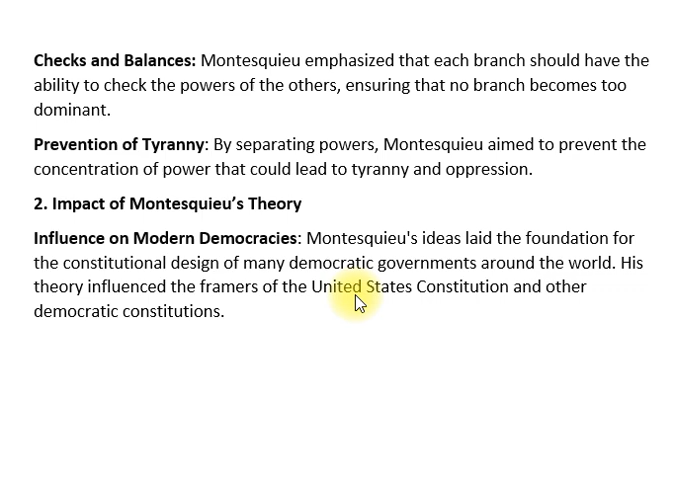 Checks and Balances: Montesquieu emphasized that each branch should have the
ability to check the powers of the others, ensuring that no branch becomes too
dominant.
Prevention of Tyranny: By separating powers, Montesquieu aimed to prevent the
concentration of power that could lead to tyranny and oppression.
2. Impact of Montesquieu’s Theory
Influence on Modern Democracies: Montesquieu's ideas laid the foundation for
the constitutional design of many democratic governments around the world. His
theory influenced the framers of the United States Constitution and other
democratic constitutions.